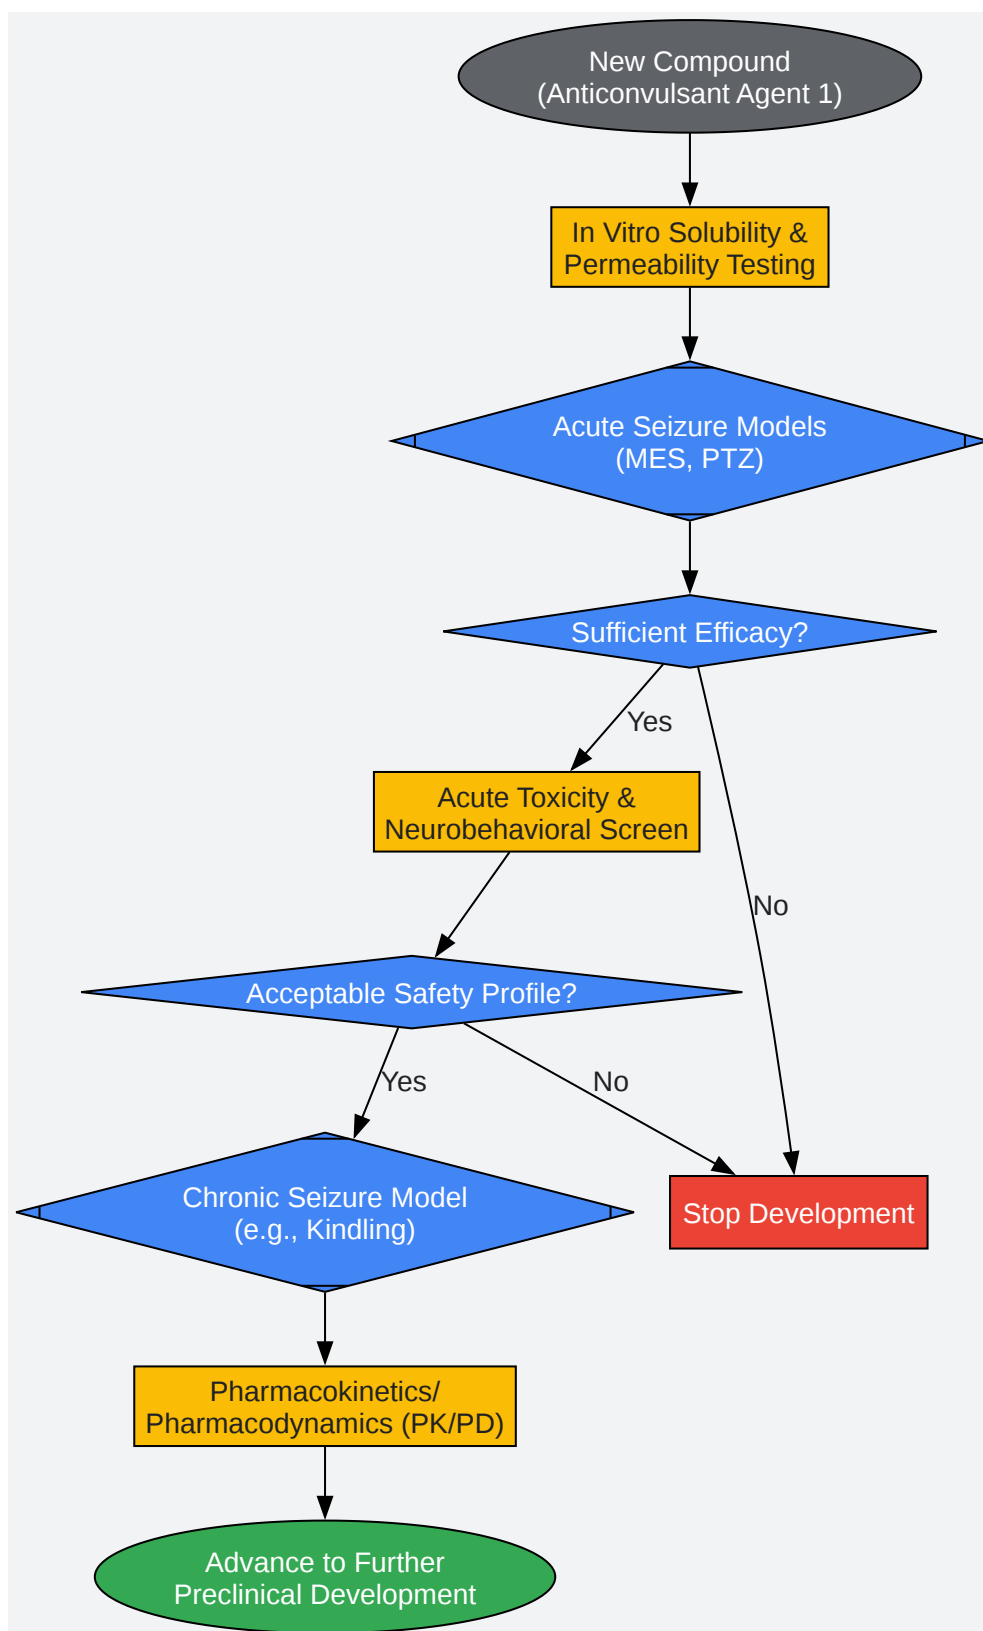 New Compound
(Anticonvulsant Agent 1)
In Vitro Solubility &
Permeability Testing
Acute Seizure Models
(MES, PTZ)
Sufficient Efficacy?
Yes
Acute Toxicity &
Neurobehavioral Screen
No
Acceptable Safety Profile?
Yes
No
Chronic Seizure Model
(e.g., Kindling)
Stop Development
Pharmacokinetics/
Pharmacodynamics (PK/PD)
Advance to Further
Preclinical Development